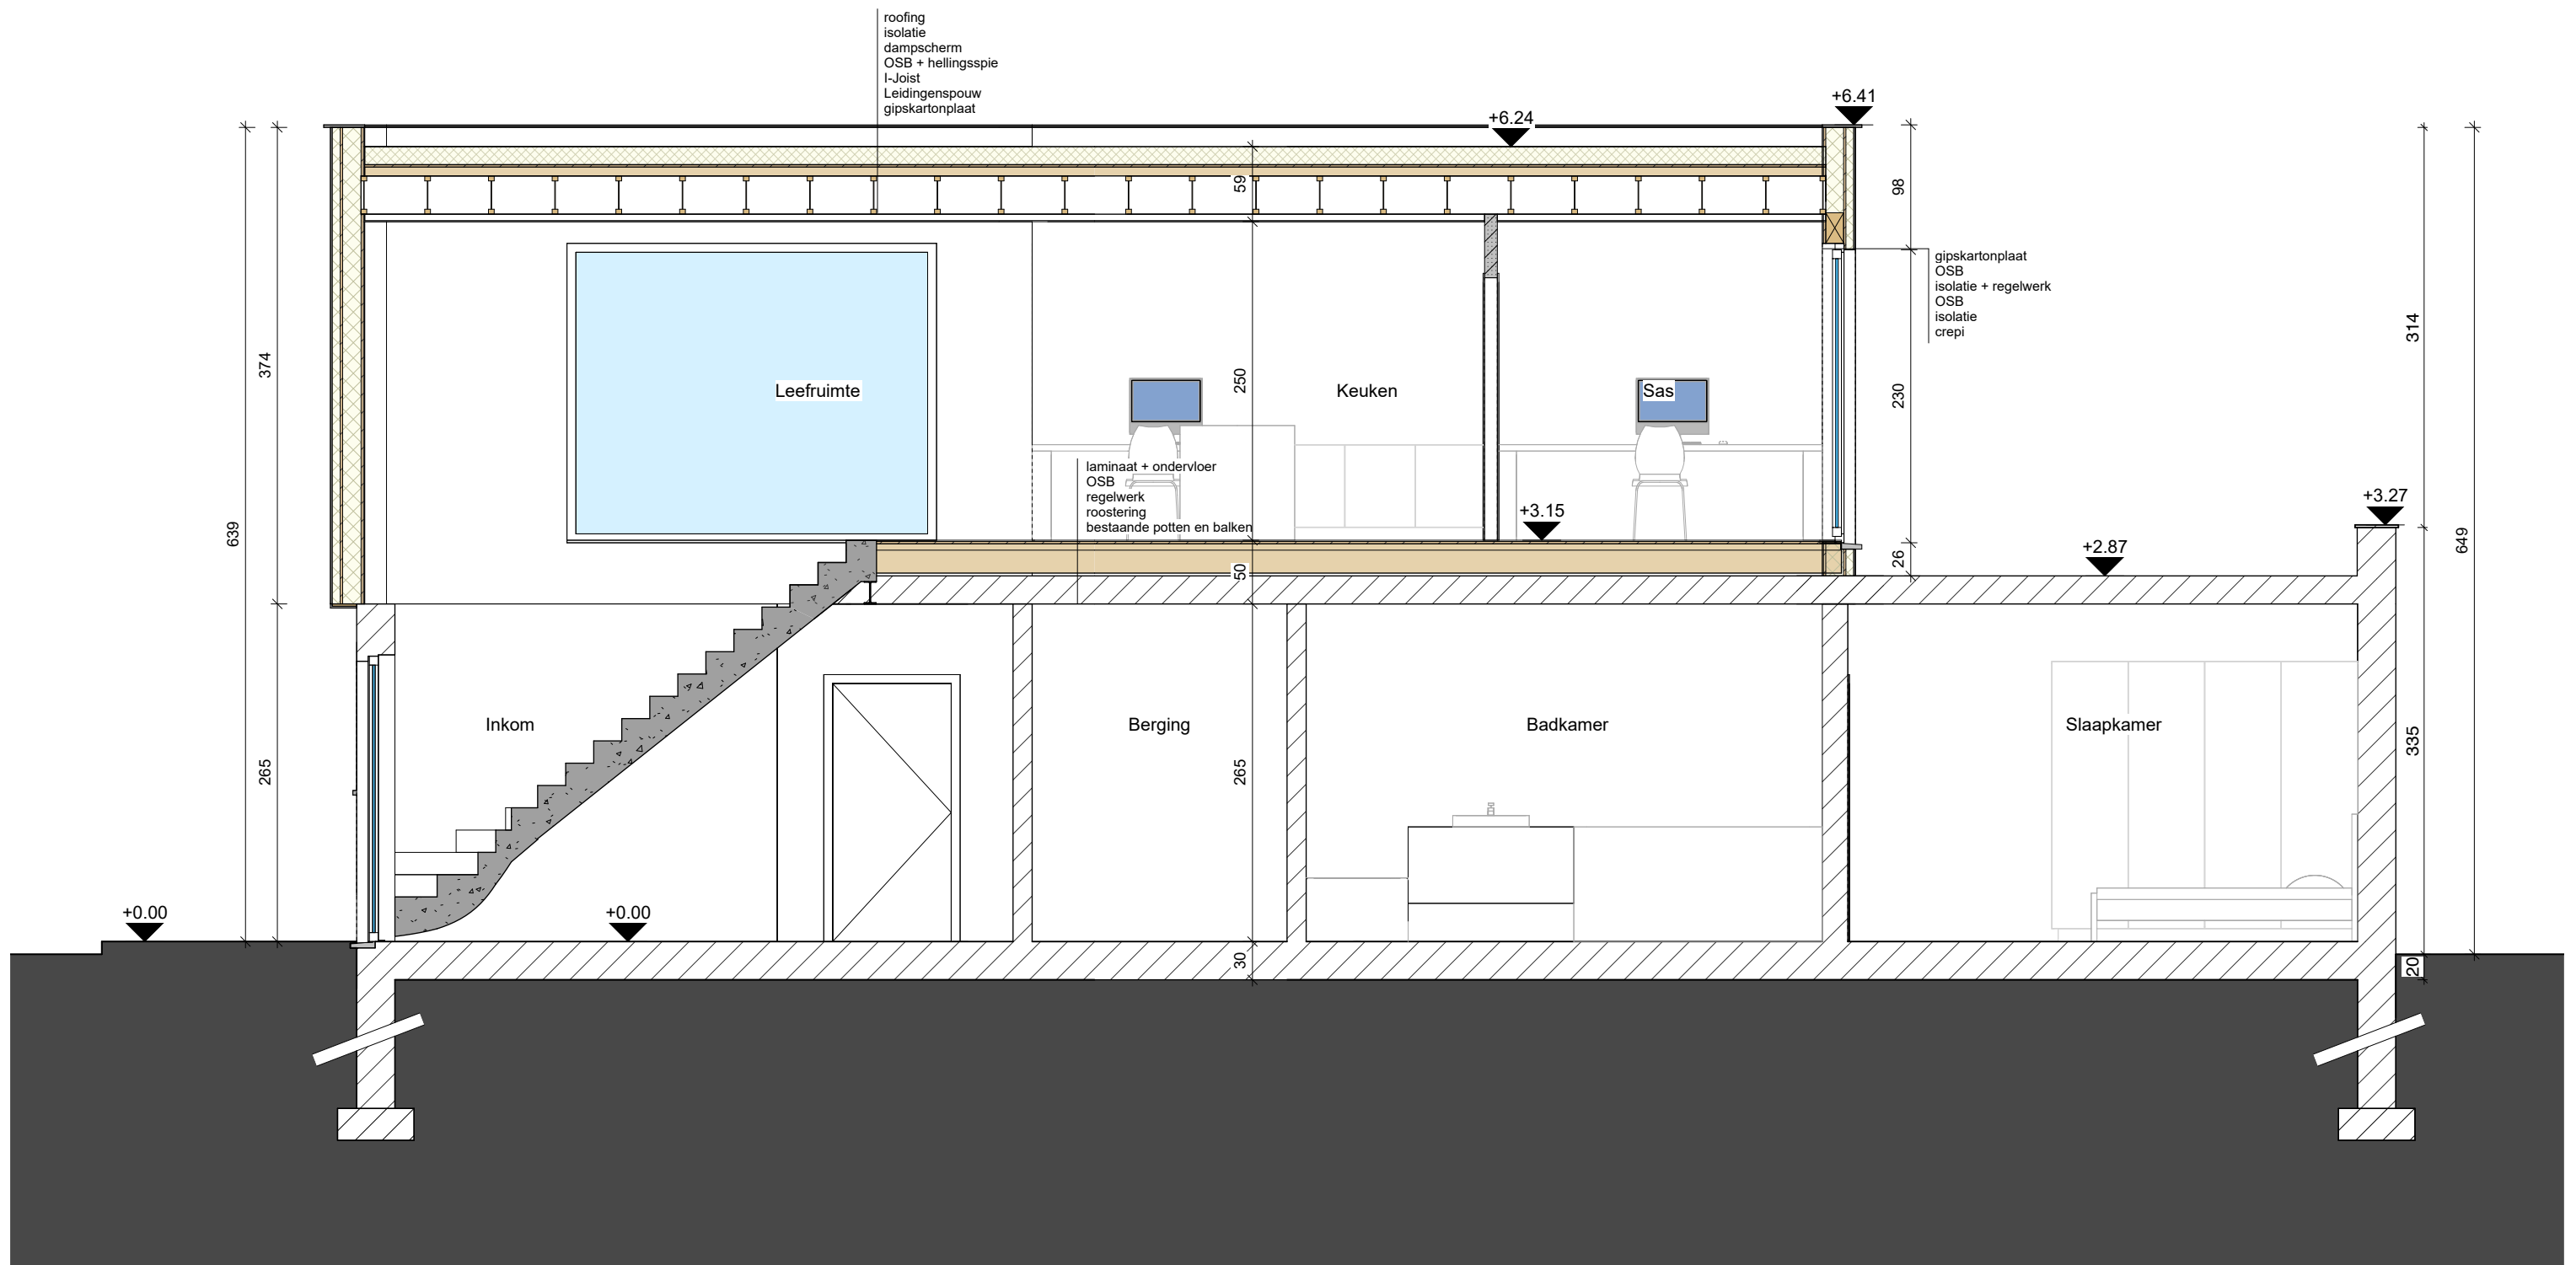 roofing
isolatie
dampscherm
OSB + hellingsspie
I-Joist
Leidingenspouw
gipskartonplaat
+6.41
+6.24
59
98
gipskartonplaat
OSB
isolatie + regelwerk
OSB
isolatie
crepi
374
314
Leefruimte
250
Keuken
Sas
230
laminaat + ondervloer
OSB
regelwerk
roostering
bestaande potten en balken
+3.15
+3.27
639
649
+2.87
50
26
Inkom
Berging
Badkamer
Slaapkamer
265
265
335
+0.00
+0.00
30
20